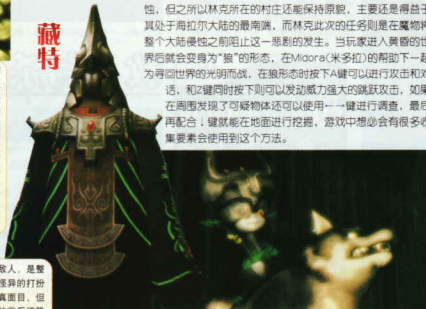 蚀，但之所以林克所在的村庄还能保持原貌，主要还是得益于
其处于海拉尔大陆的最南端，而林克此次的任务则是在魔物将
整个大陆侵蚀之前阻止这一悲剧的发生。当玩家进入黄昏的世
界后就会变身为"狼"的形态，在Midora（米多拉）的帮助下一起
为寻回世界的光明而战，在狼形态时按下A键可以进行攻击和对
话，和Z键同时按下则可以发动威力强大的跳跃攻击，如果
在周围发现了可疑物体还可以使用←→键进行调查，最后
再配合↓键就能在地面进行挖掘，游戏中想必会有很多收
集要素会使用到这个方法。
藏特
敌人，是整
怪异的打扮
真面目，但